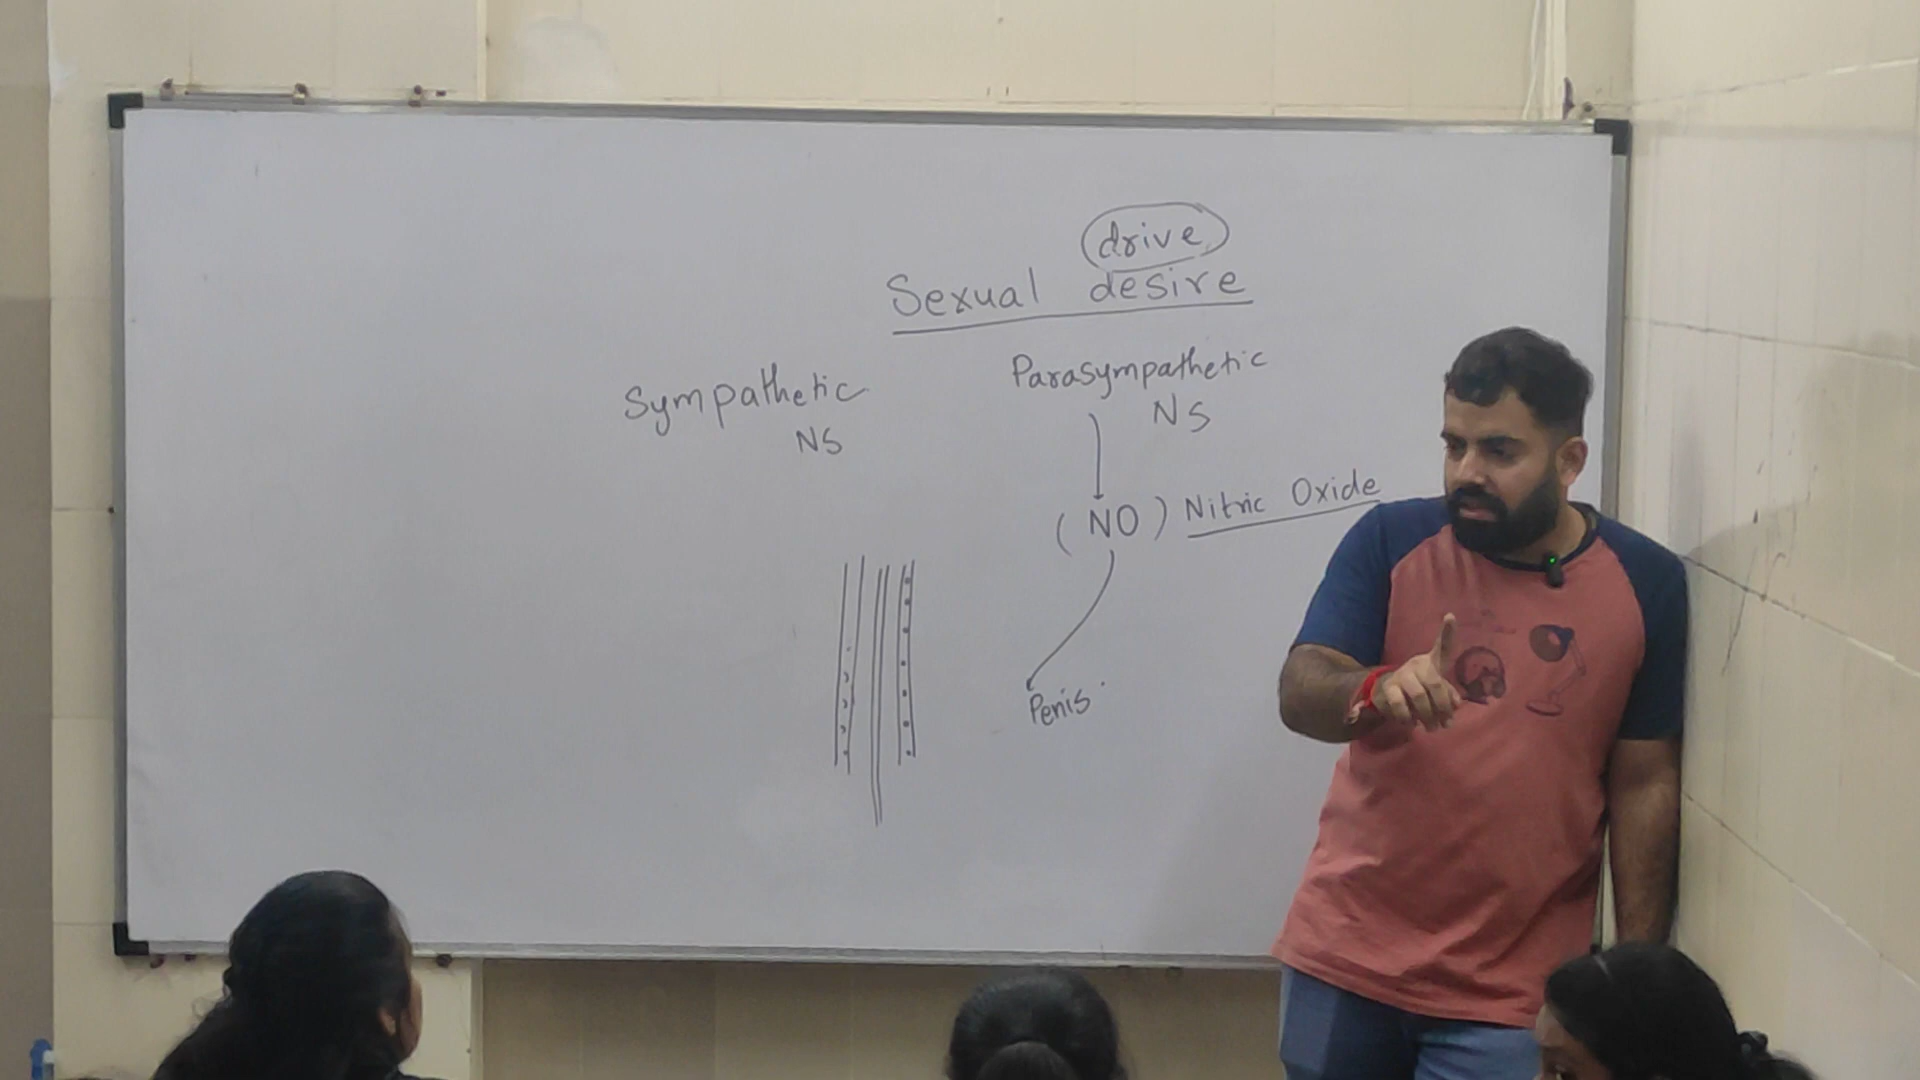 drive
Sexual desire
Sympathetic
NS
Parasympathetic
NS
(NO) Nitric Oxide
Penis